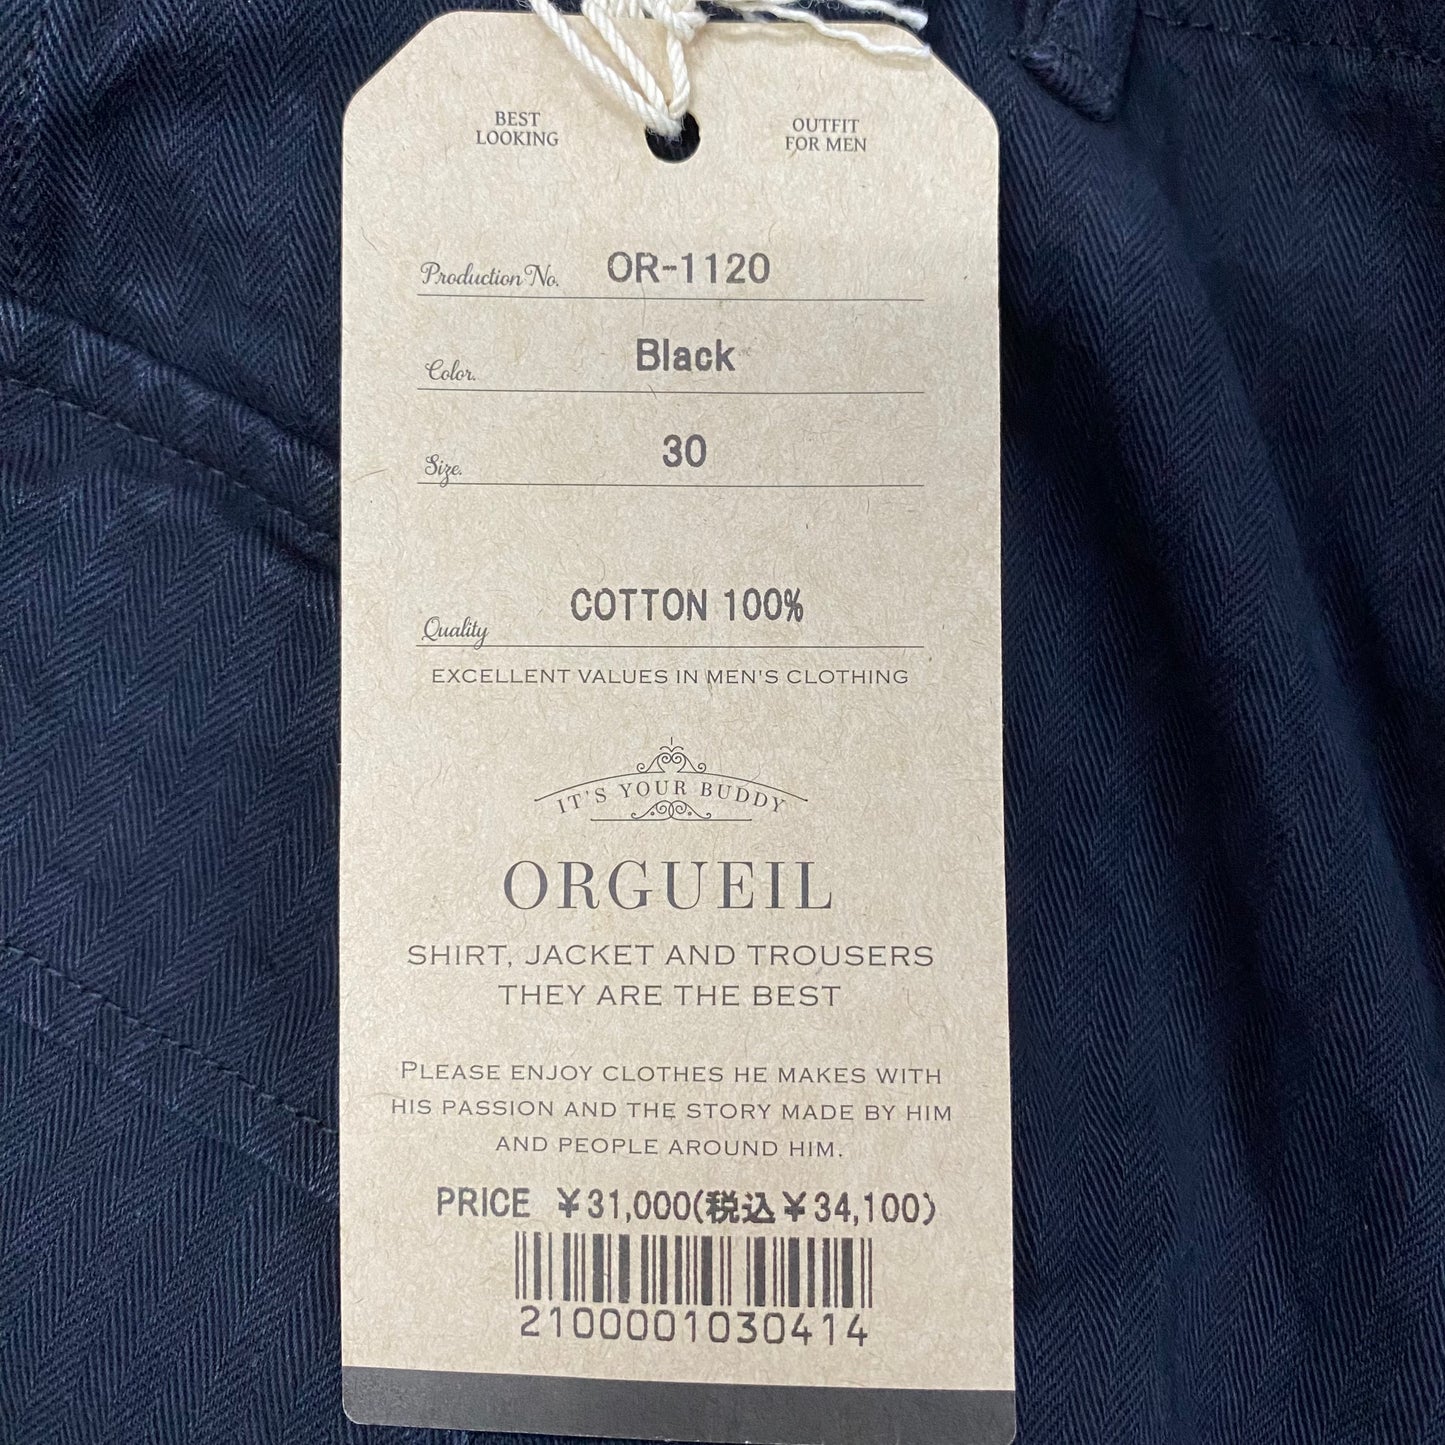 BEST
LOOKING
OUTFIT
FOR MEN
Production No. OR-1120
Color. Black
Size. 30
Quality COTTON 100%
EXCELLENT VALUES IN MEN'S CLOTHING
IT'S YOUR BUDDY
ORGUEIL
SHIRT, JACKET AND TROUSERS
THEY ARE THE BEST
PLEASE ENJOY CLOTHES HE MAKES WITH
HIS PASSION AND THE STORY MADE BY HIM
AND PEOPLE AROUND HIM.
PRICE ¥31,000(税込¥34,100)
2100001030414